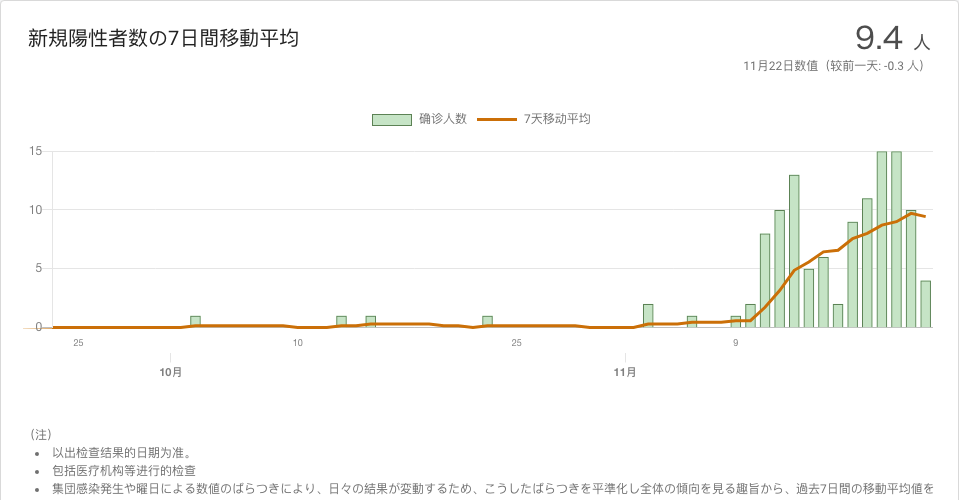 新規陽性者数の7日間移動平均
9.4 人
11月22日数值（较前一天: -0.3 人）
确诊人数 7天移动平均
15
10
5
0
25 10 25 9
10月 11月
（注）
以出检查结果的日期为准。
包括医疗机构等进行的检查
集団感染発生や曜日による数値のばらつきにより、日々の結果が変動するため、こうしたばらつきを平準化し全体の傾向を見る趣旨から、過去7日間の移動平均値を